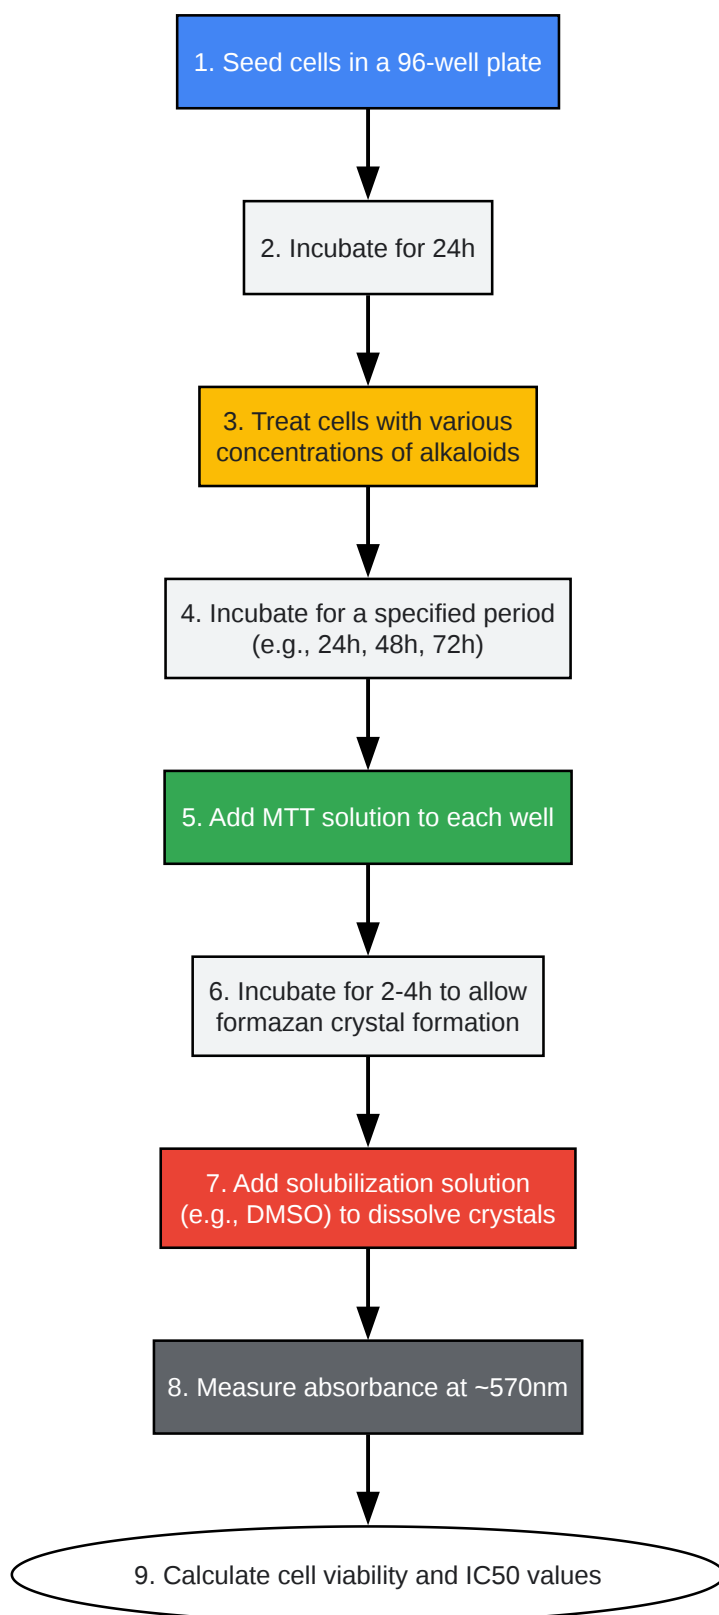 1. Seed cells in a 96-well plate
2. Incubate for 24h
3. Treat cells with various
concentrations of alkaloids
4. Incubate for a specified period
(e.g., 24h, 48h, 72h)
5. Add MTT solution to each well
6. Incubate for 2-4h to allow
formazan crystal formation
7. Add solubilization solution
(e.g., DMSO) to dissolve crystals
8. Measure absorbance at ~570nm
9. Calculate cell viability and IC50 values